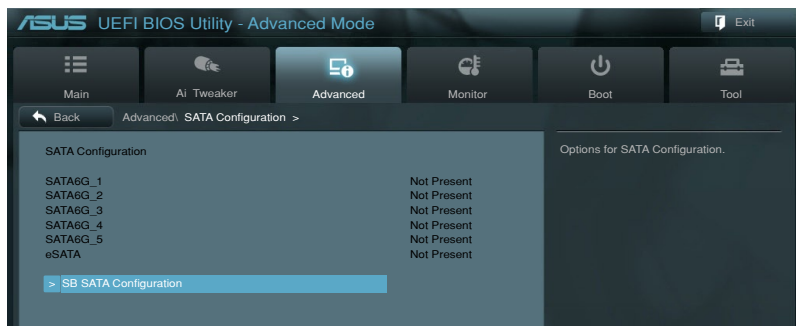 ASUS UEFI BIOS Utility - Advanced Mode
Exit
Main
Ai Tweaker
Advanced
Monitor
Boot
Tool
Back
Advanced\ SATA Configuration >
SATA Configuration
SATA6G_1 Not Present
SATA6G_2 Not Present
SATA6G_3 Not Present
SATA6G_4 Not Present
SATA6G_5 Not Present
eSATA Not Present
> SB SATA Configuration
Options for SATA Configuration.